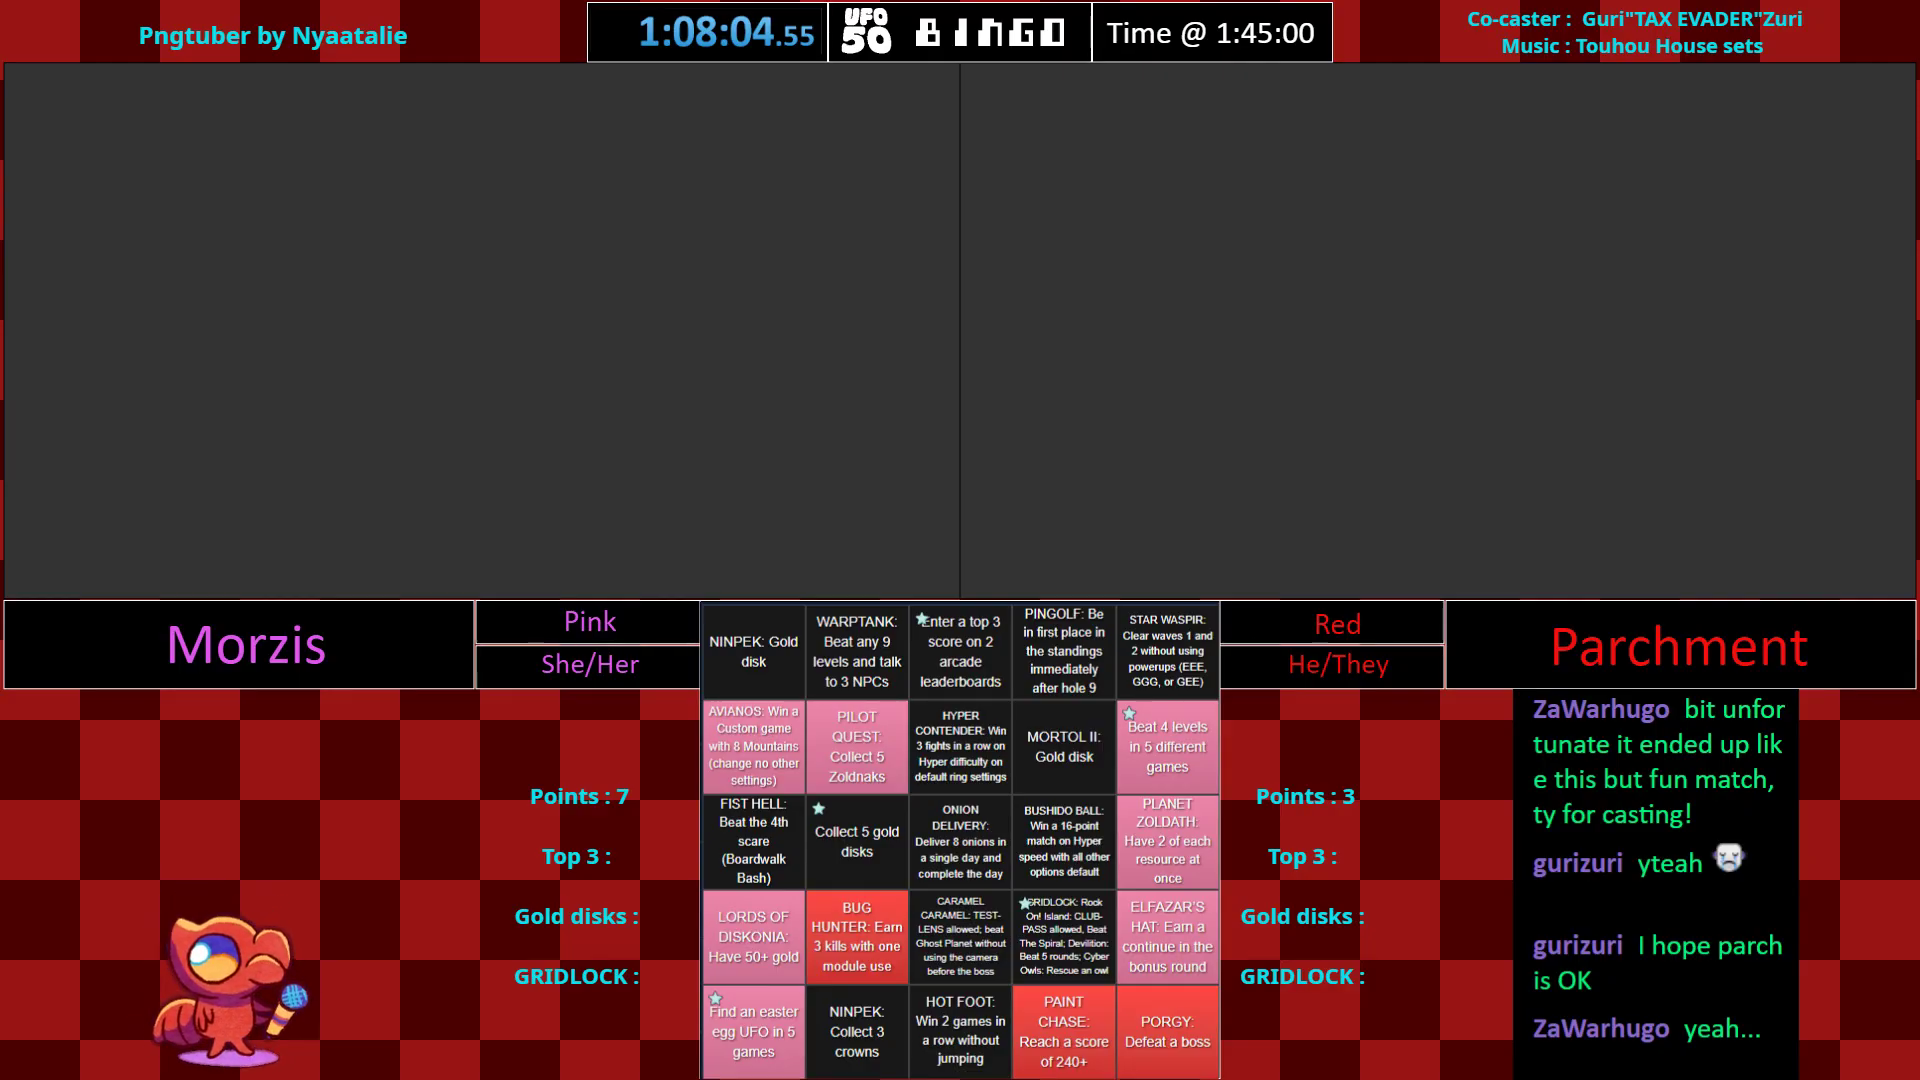 Pngtuber by Nyaatalie
1:08:04.55
UFO 50
BINGO
Time @ 1:45:00
Co-caster : Guri"TAX EVADER"Zuri
Music : Touhou House sets
Morzis
Pink
She/Her
Red
He/They
Parchment
NINPEK: Gold
disk
WARPTANK:
Beat any 9
levels and talk
to 3 NPCs
Enter a top 3
score on 2
arcade
leaderboards
PINGOLF: Be
in first place in
the standings
immediately
after hole 9
STAR WASPIR:
Clear waves 1 and
2 without using
powerups (EEE,
GGG, or GEE)
AVIANOS: Win a
Custom game
with 8 Mountains
(change no other
settings)
PILOT
QUEST:
Collect 5
Zoldnaks
HYPER
CONTENDER: Win
3 fights in a row on
Hyper difficulty on
default ring settings
MORTOL II:
Gold disk
Beat 4 levels
in 5 different
games
FIST HELL:
Beat the 4th
scare
(Boardwalk
Bash)
Collect 5 gold
disks
ONION
DELIVERY:
Deliver 8 onions in
a single day and
complete the day
BUSHIDO BALL:
Win a 16-point
match on Hyper
speed with all other
options default
PLANET
ZOLDATH:
Have 2 of each
resource at
once
LORDS OF
DISKONIA:
Have 50+ gold
BUG
HUNTER: Earn
3 kills with one
module use
CARAMEL
CARAMEL: TEST-
LENS allowed; beat
Ghost Planet without
using the camera
before the boss
GRIDLOCK: Rock
On! Island: CLUB-
PASS allowed, Beat
The Spiral; Devilition:
Beat 5 rounds; Cyber
Owls: Rescue an owl
ELFAZAR'S
HAT: Earn a
continue in the
bonus round
Find an easter
egg UFO in 5
games
NINPEK:
Collect 3
crowns
HOT FOOT:
Win 2 games in
a row without
jumping
PAINT
CHASE:
Reach a score
of 240+
PORGY:
Defeat a boss
Points : 7
Top 3 :
Gold disks :
GRIDLOCK :
Points : 3
Top 3 :
Gold disks :
GRIDLOCK :
ZaWarhugo bit unfor
tunate it ended up lik
e this but fun match,
ty for casting!
gurizuri yteah
gurizuri I hope parch
is OK
ZaWarhugo yeah...